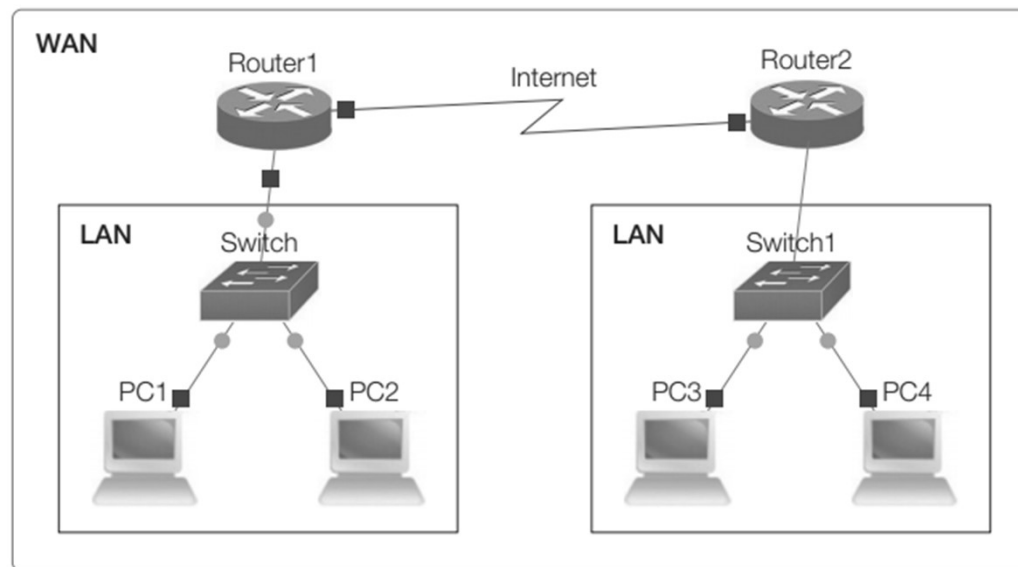 WAN
Router1
Internet
Router2
LAN
Switch
PC1
PC2
LAN
Switch1
PC3
PC4